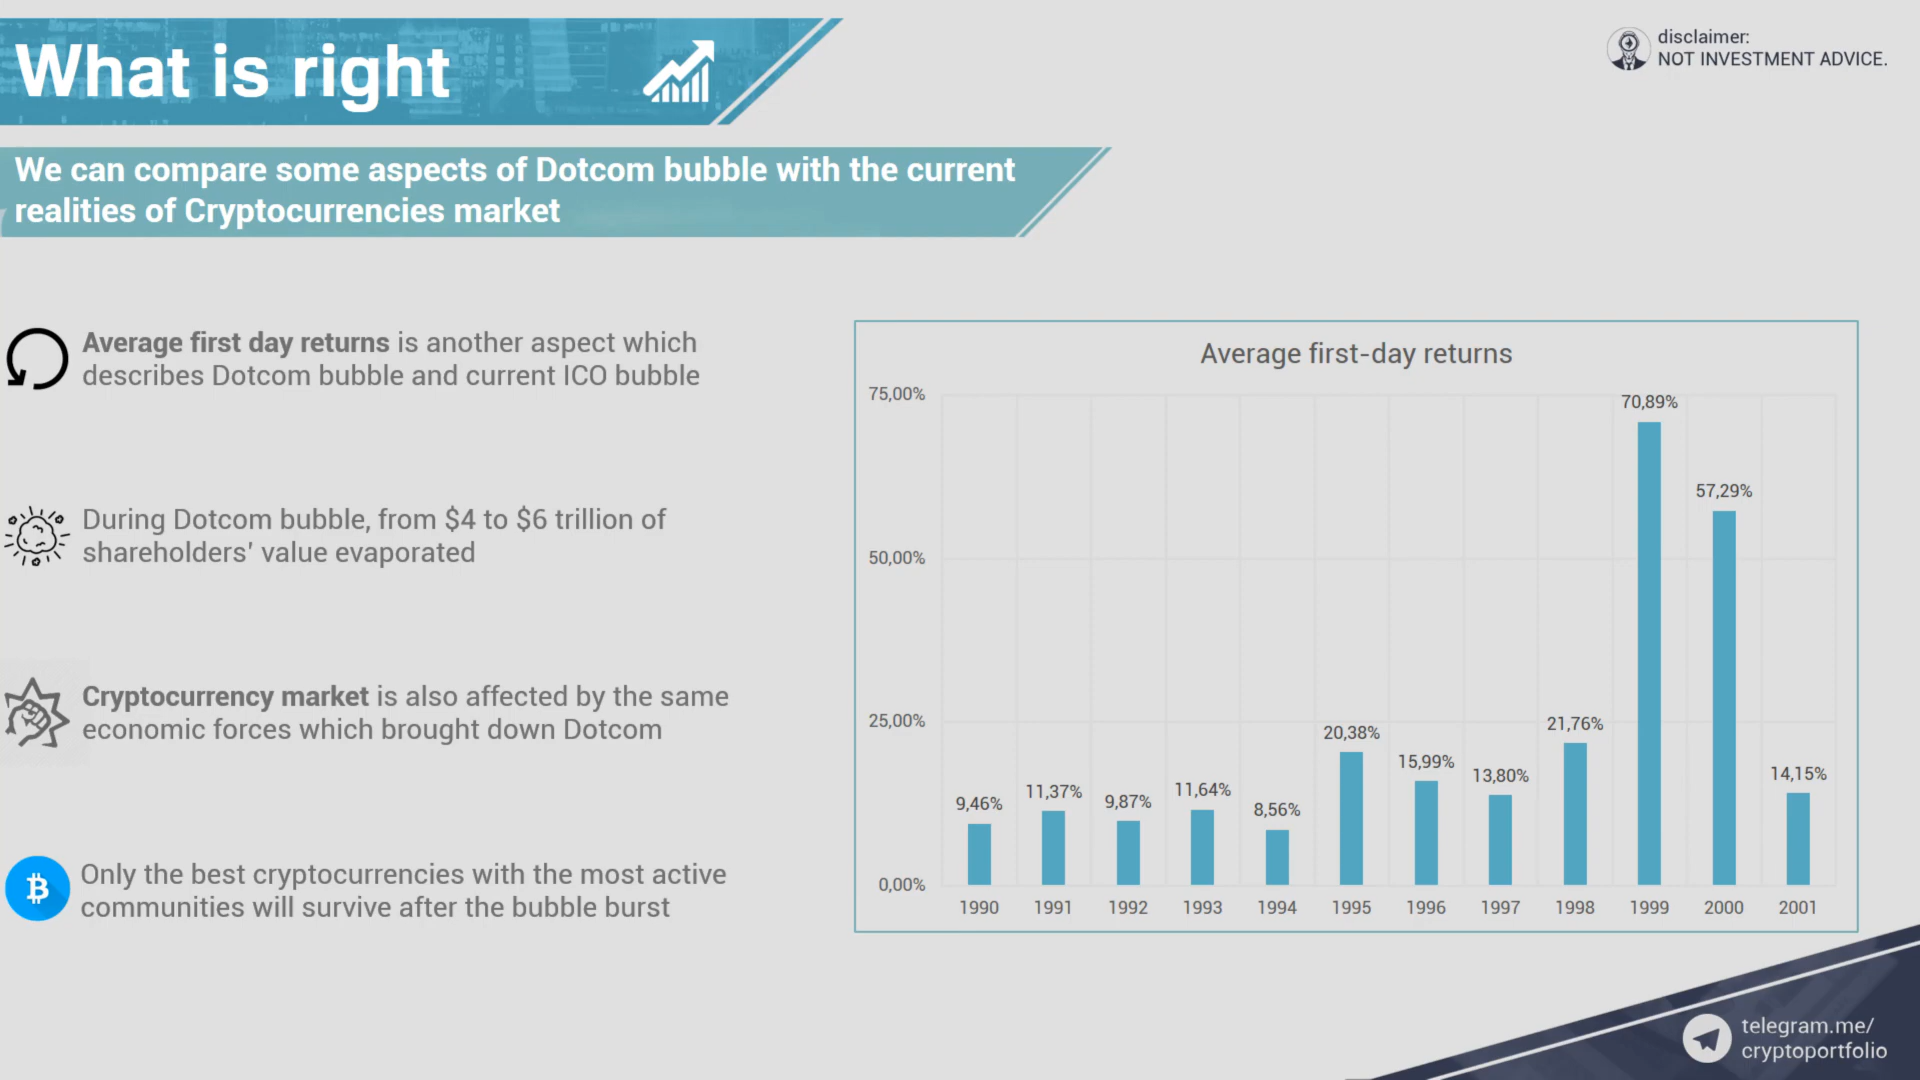 What is right
disclaimer:
NOT INVESTMENT ADVICE.
We can compare some aspects of Dotcom bubble with the current
realities of Cryptocurrencies market
Average first day returns is another aspect which
describes Dotcom bubble and current ICO bubble
During Dotcom bubble, from $4 to $6 trillion of
shareholders' value evaporated
Cryptocurrency market is also affected by the same
economic forces which brought down Dotcom
Only the best cryptocurrencies with the most active
communities will survive after the bubble burst
Average first-day returns
75,00%
50,00%
25,00%
0,00%
9,46%
11,37%
9,87%
11,64%
8,56%
20,38%
15,99%
13,80%
21,76%
70,89%
57,29%
14,15%
1990 1991 1992 1993 1994 1995 1996 1997 1998 1999 2000 2001
telegram.me/
cryptoportfolio